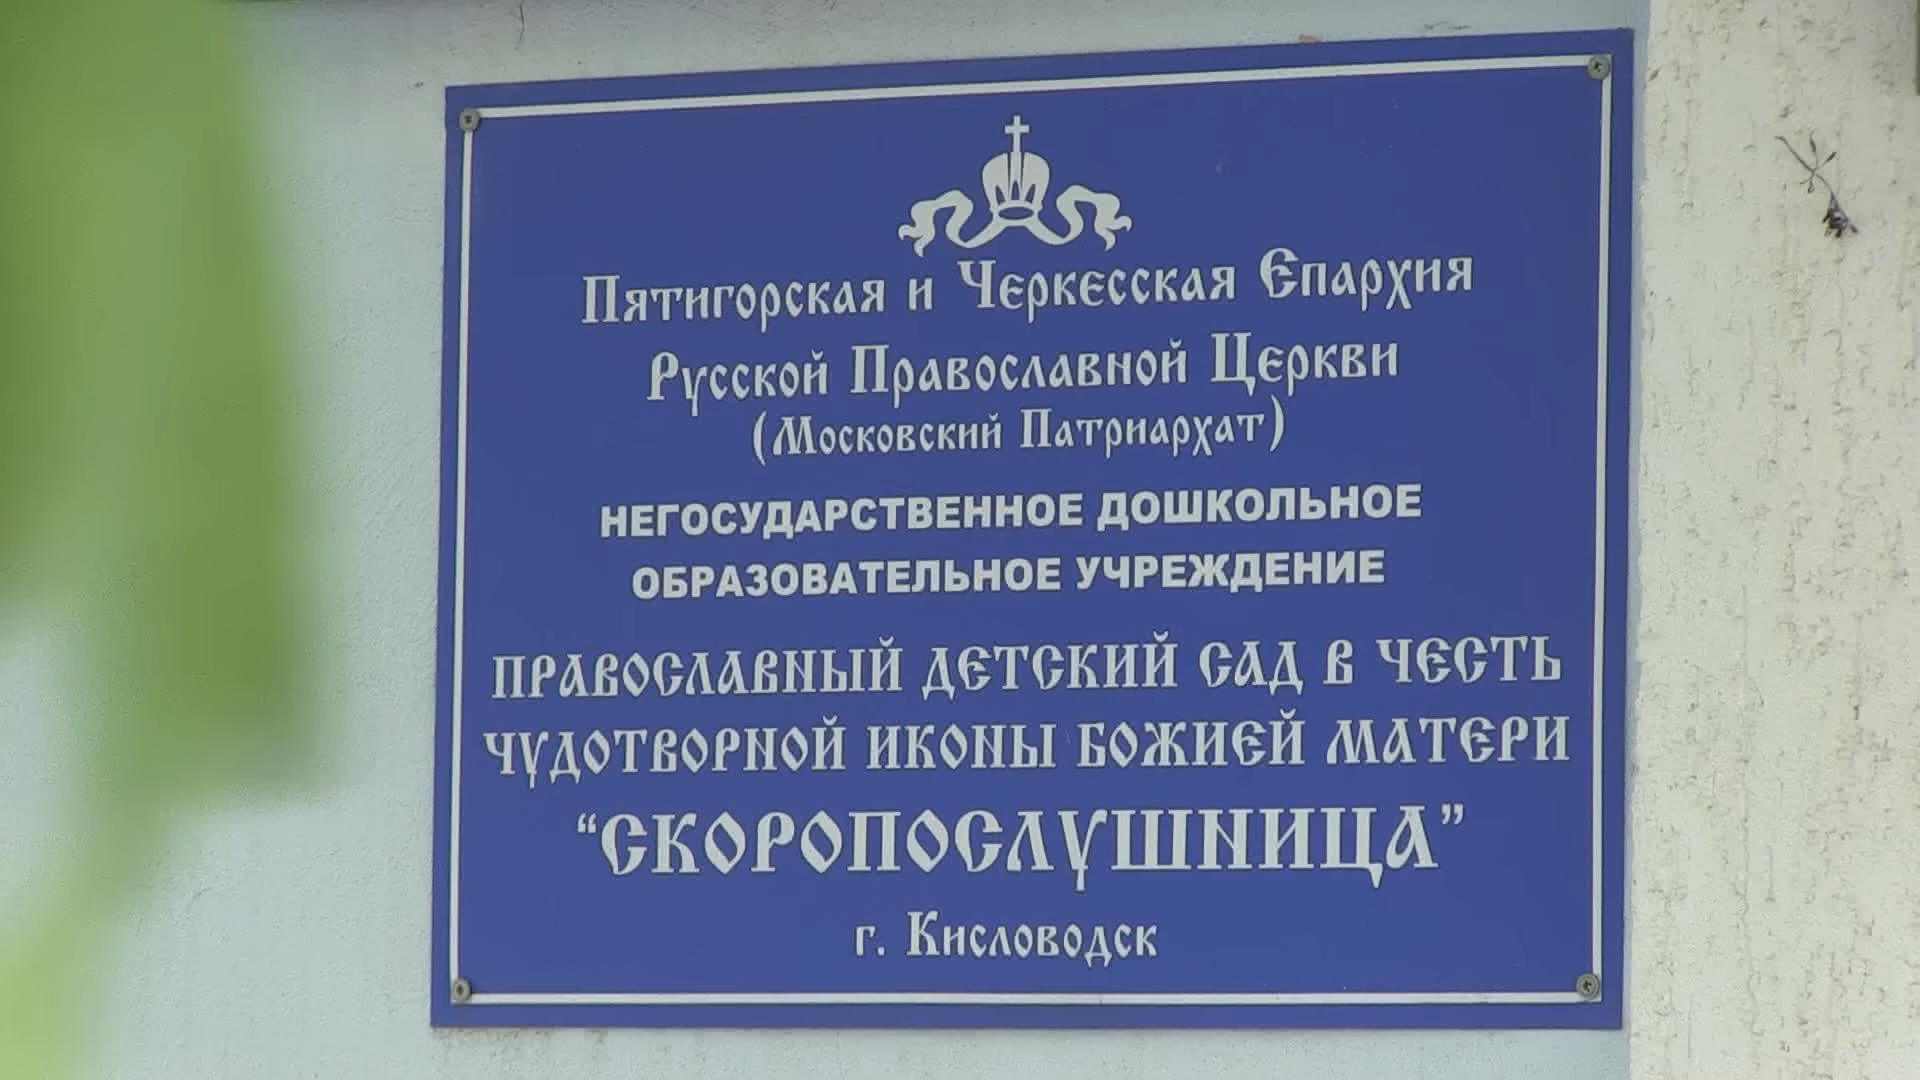 Пятигорская и Черкесская Епархия
Русской Православной Церкви
(Московский Патриархат)
НЕГОСУДАРСТВЕННОЕ ДОШКОЛЬНОЕ
ОБРАЗОВАТЕЛЬНОЕ УЧРЕЖДЕНИЕ
ПРАВОСЛАВНЫЙ ДЕТСКИЙ САД В ЧЕСТЬ
ЧУДОТВОРНОЙ ИКОНЫ БОЖИЕЙ МАТЕРИ
“СКОРОПОСЛУШНИЦА”
г. Кисловодск